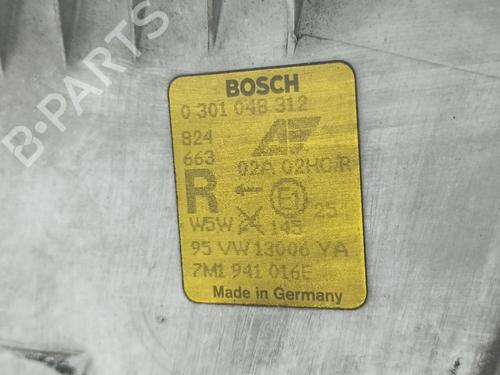 BOSCH
0 301 048 312
824
663
02A 02HC/R
R
E1
25
W5W
145
95 VW 13006 YA
7M1 941 016E
Made in Germany
B-PARTS